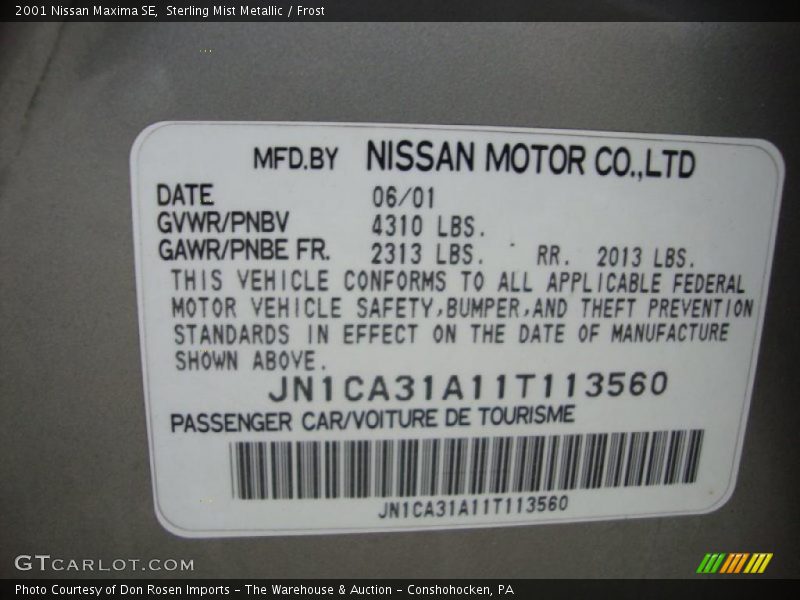 2001 Nissan Maxima SE, Sterling Mist Metallic / Frost
MFD.BY NISSAN MOTOR CO.,LTD
DATE 06/01
GVWR/PNBV 4310 LBS.
GAWR/PNBE FR. 2313 LBS. RR. 2013 LBS.
THIS VEHICLE CONFORMS TO ALL APPLICABLE FEDERAL
MOTOR VEHICLE SAFETY,BUMPER,AND THEFT PREVENTION
STANDARDS IN EFFECT ON THE DATE OF MANUFACTURE
SHOWN ABOVE.
JN1CA31A11T113560
PASSENGER CAR/VOITURE DE TOURISME
JN1CA31A11T113560
GTCARLOT.COM
Photo Courtesy of Don Rosen Imports - The Warehouse & Auction - Conshohocken, PA